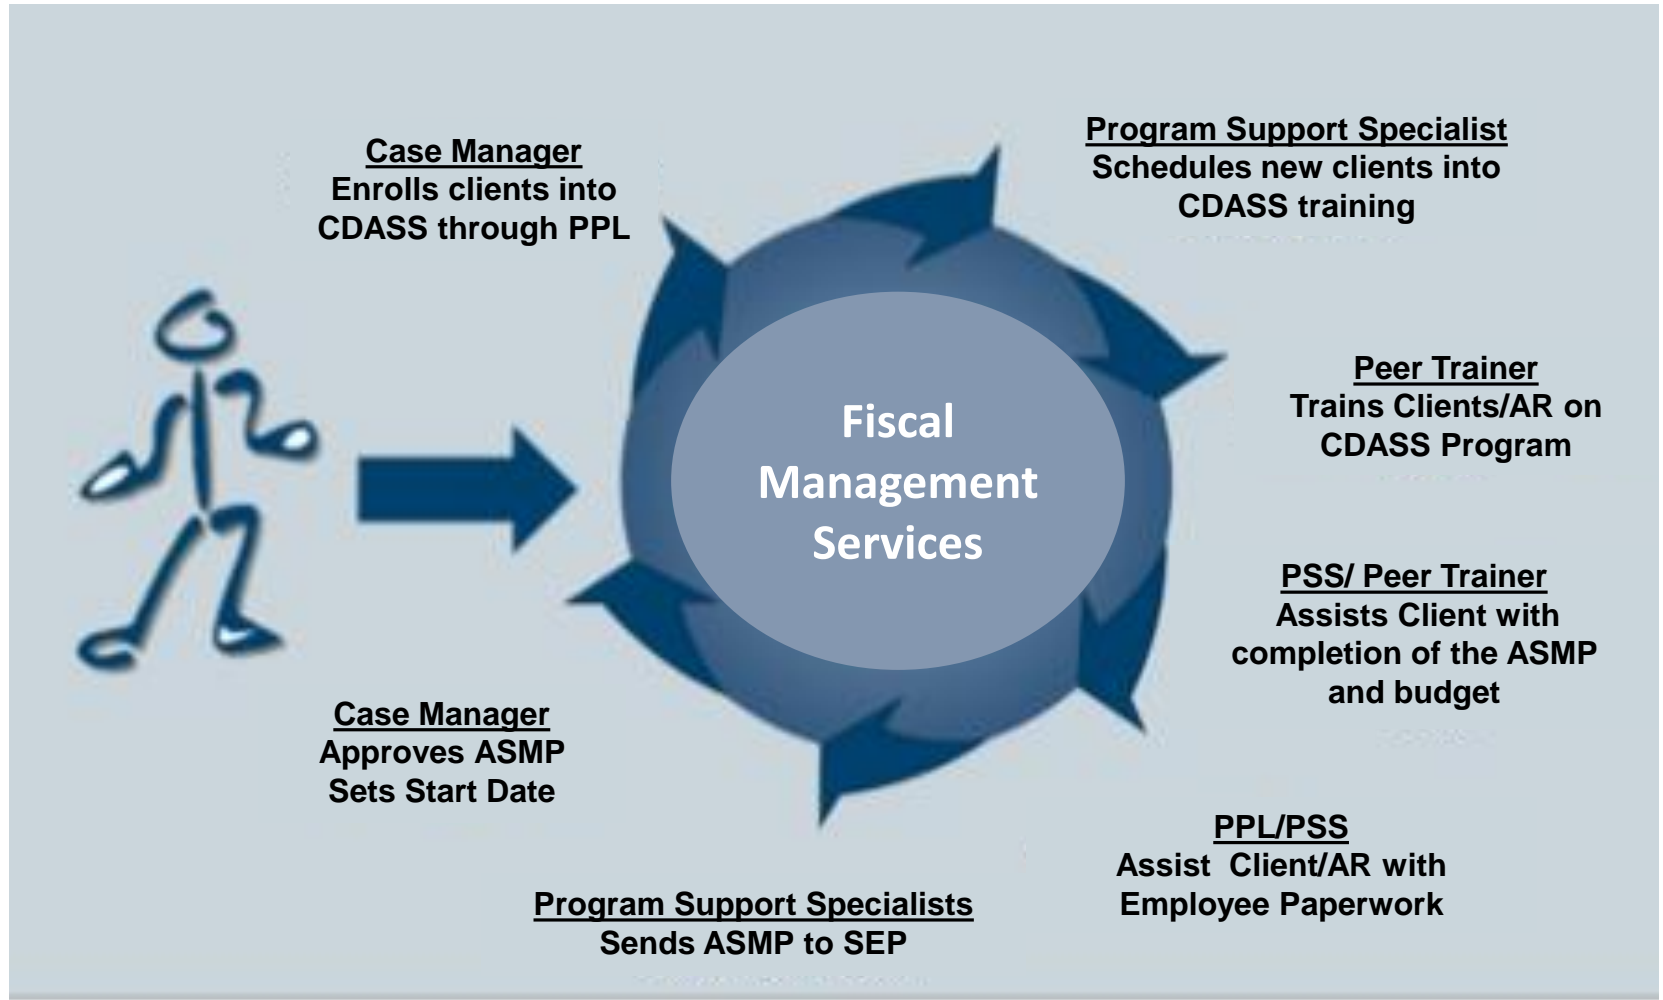 Case Manager
Enrolls clients into
CDASS through PPL
Program Support Specialist
Schedules new clients into
CDASS training
Peer Trainer
Trains Clients/AR on
CDASS Program
PSS/ Peer Trainer
Assists Client with
completion of the ASMP
and budget
PPL/PSS
Assist Client/AR with
Employee Paperwork
Program Support Specialists
Sends ASMP to SEP
Case Manager
Approves ASMP
Sets Start Date
Fiscal
Management
Services